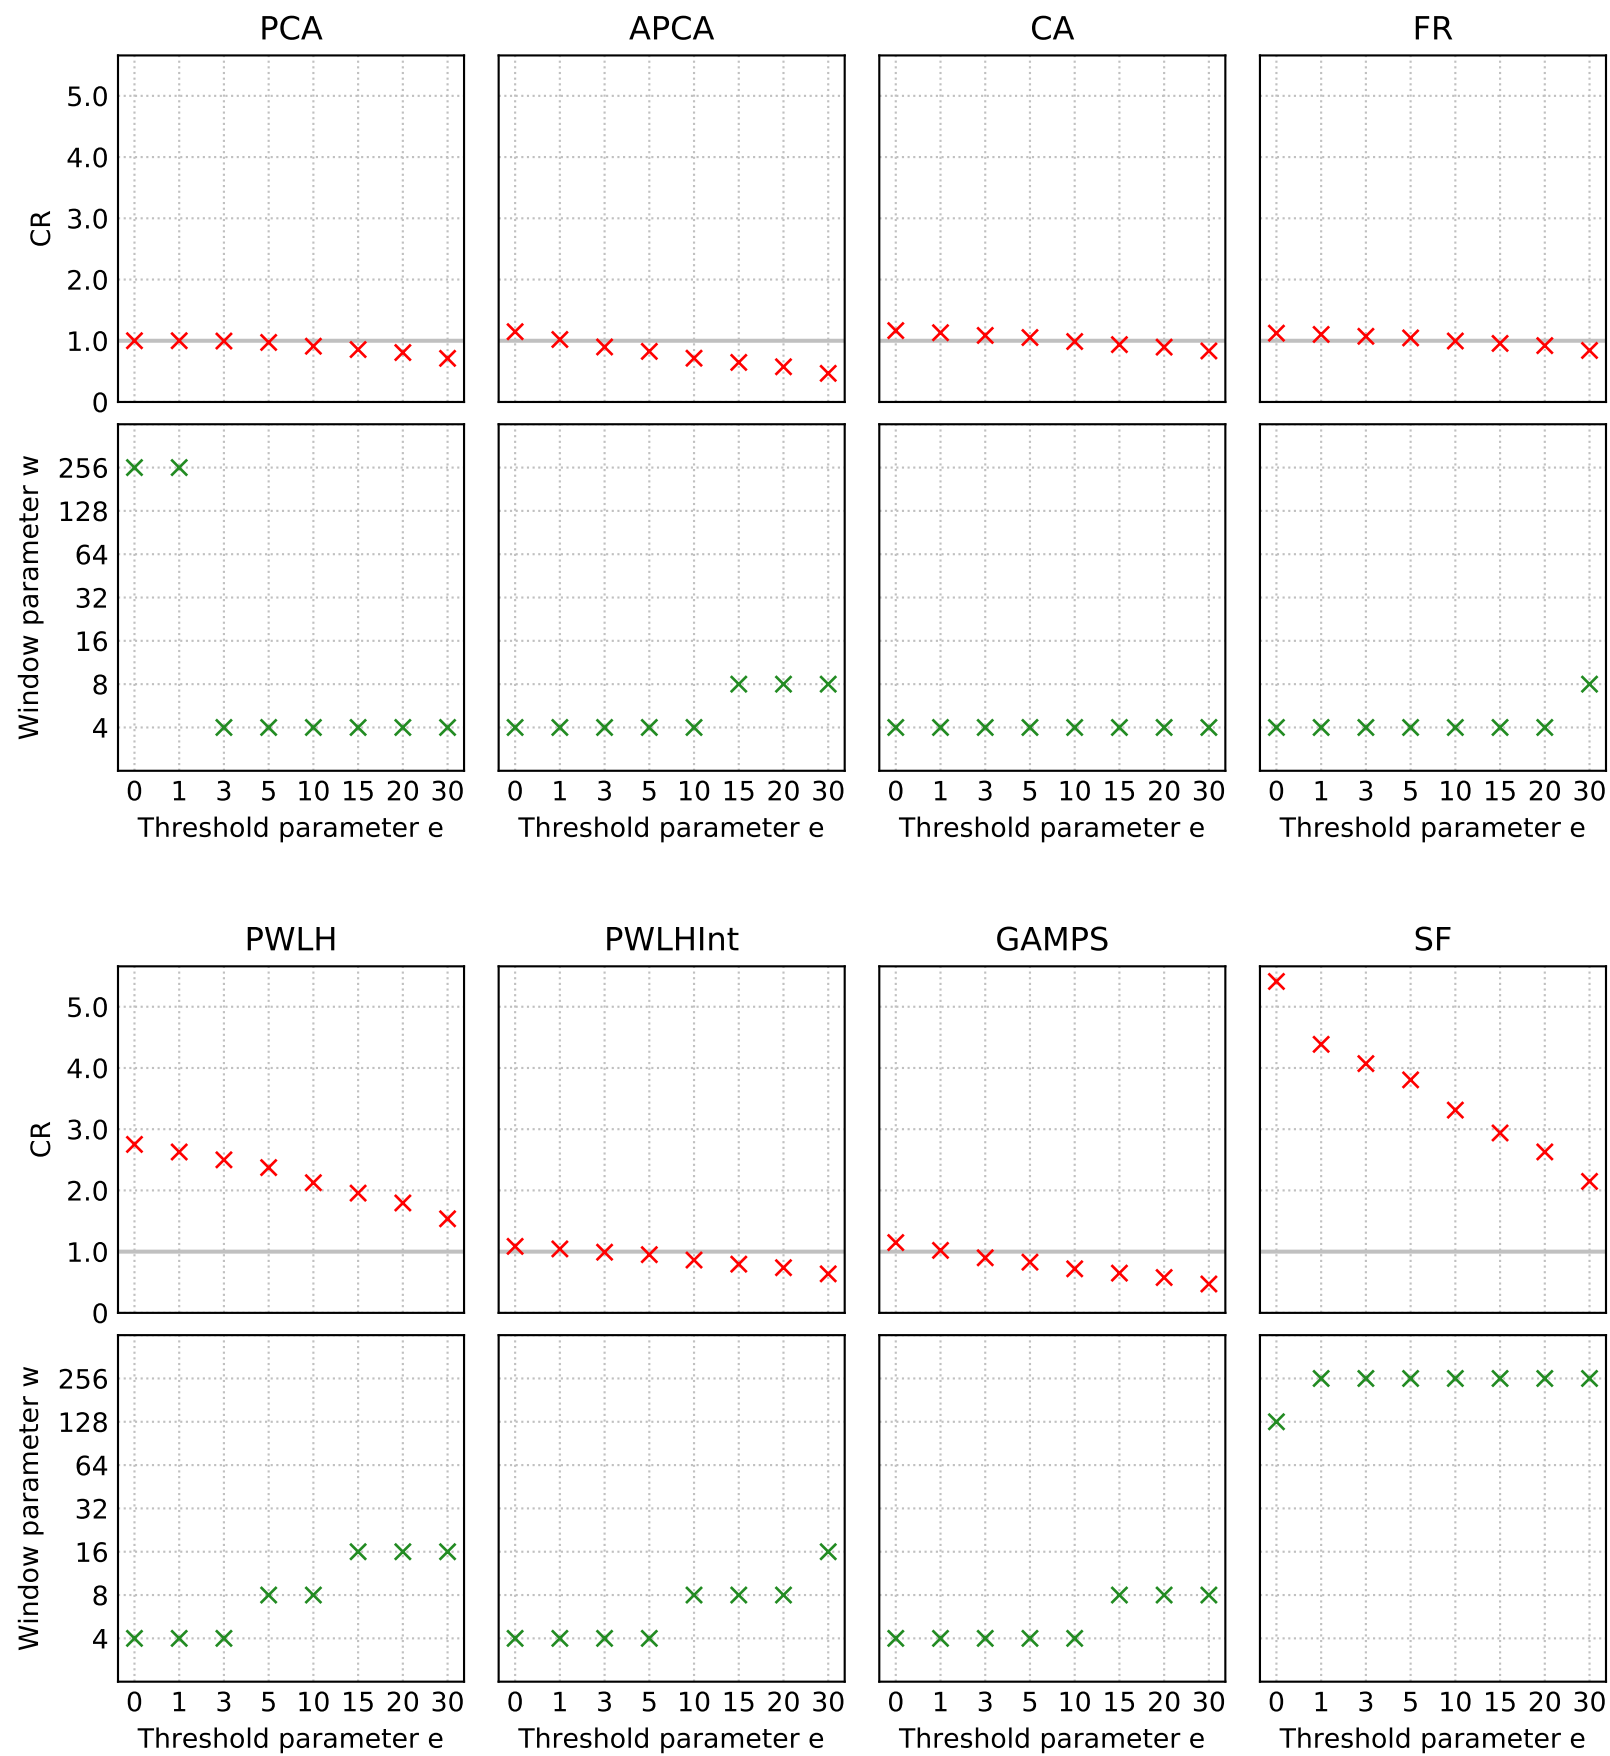 PCA APCA CA FR
CR
5.0
4.0
3.0
2.0
1.0
0
Window parameter w
256
128
64
32
16
8
4
0 1 3 5 10 15 20 30 0 1 3 5 10 15 20 30 0 1 3 5 10 15 20 30 0 1 3 5 10 15 20 30
Threshold parameter e Threshold parameter e Threshold parameter e Threshold parameter e
PWLH PWLHInt GAMPS SF
CR
5.0
4.0
3.0
2.0
1.0
0
Window parameter w
256
128
64
32
16
8
4
0 1 3 5 10 15 20 30 0 1 3 5 10 15 20 30 0 1 3 5 10 15 20 30 0 1 3 5 10 15 20 30
Threshold parameter e Threshold parameter e Threshold parameter e Threshold parameter e